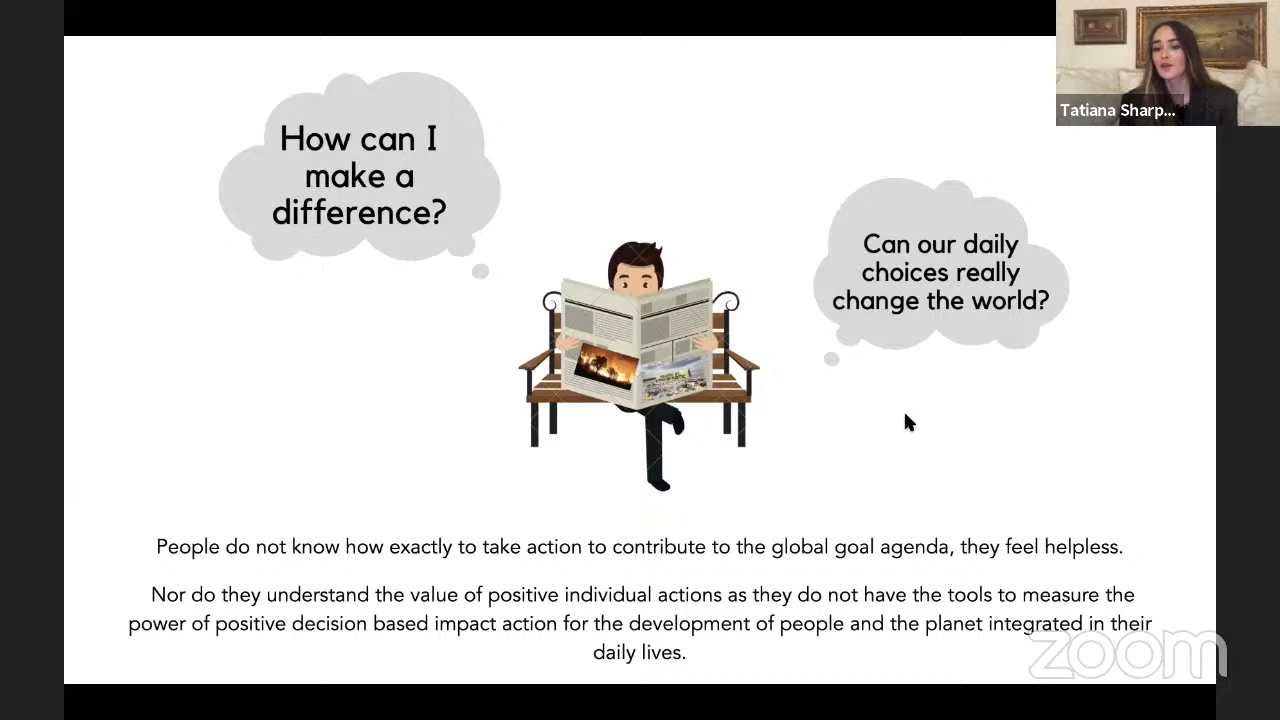 How can I
make a
difference?
Tatiana Sharp...
Can our daily
choices really
change the world?
People do not know how exactly to take action to contribute to the global goal agenda, they feel helpless.
Nor do they understand the value of positive individual actions as they do not have the tools to measure the
power of positive decision based impact action for the development of people and the planet integrated in their
daily lives.
zoom